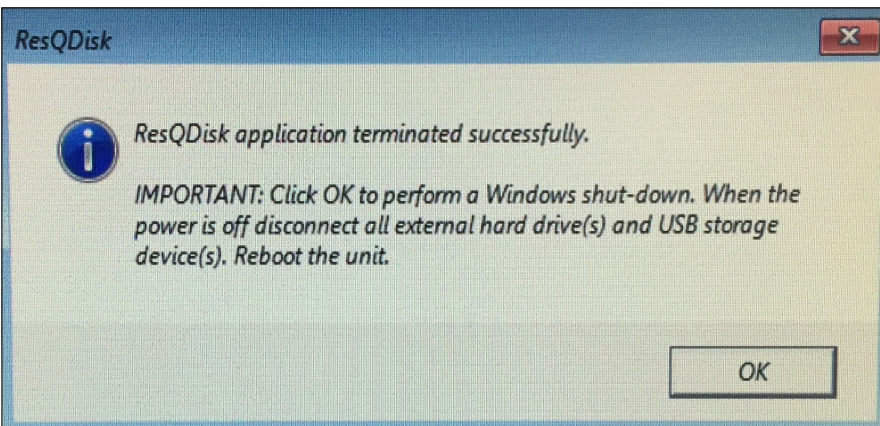 ResQDisk
ResQDisk application terminated successfully.
IMPORTANT: Click OK to perform a Windows shut-down. When the
power is off disconnect all external hard drive(s) and USB storage
device(s). Reboot the unit.
OK